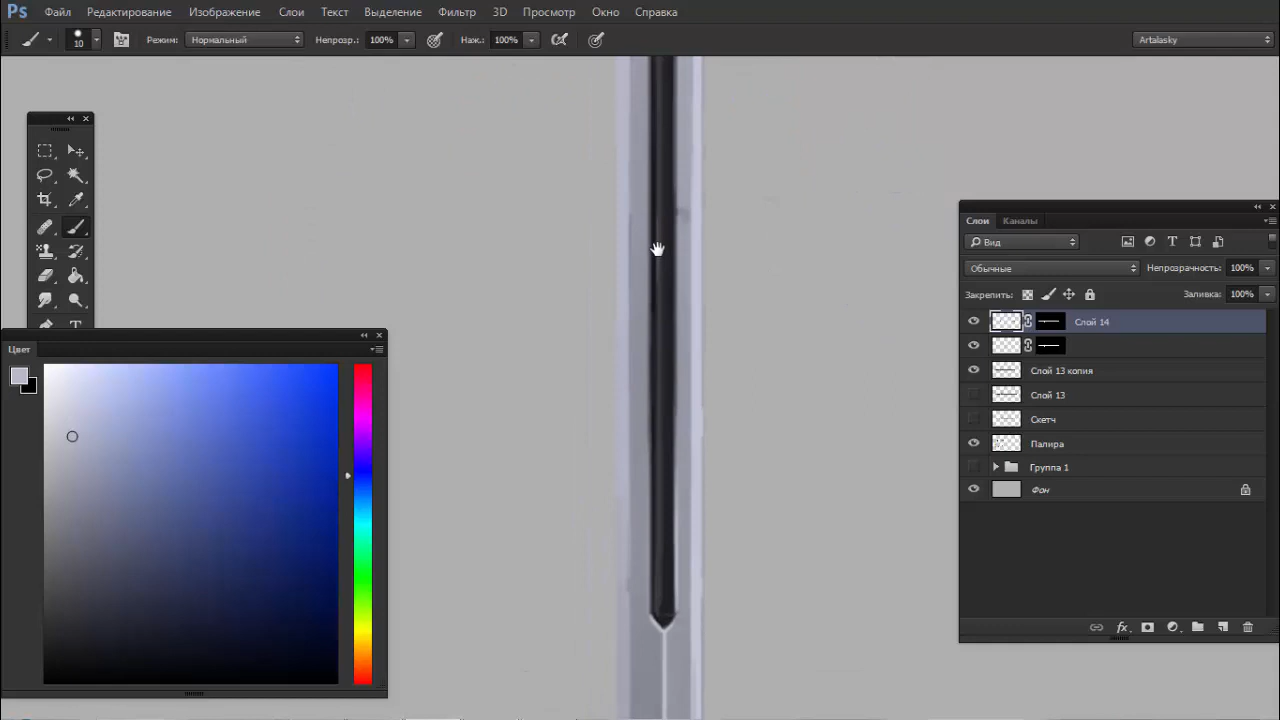 Ps Файл Редактирование Изображение Слои Текст Выделение Фильтр 3D Просмотр Окно Справка
10 Режим: Нормальный Непрозр.: 100% Наж.: 100% Artalasky
Слои Каналы
Вид
Обычные Непрозрачность: 100%
Закрепить: Заливка: 100%
Слой 14
Слой 13 копия
Слой 13
Скетч
Палира
Группа 1
Фон
fx
Цвет
T